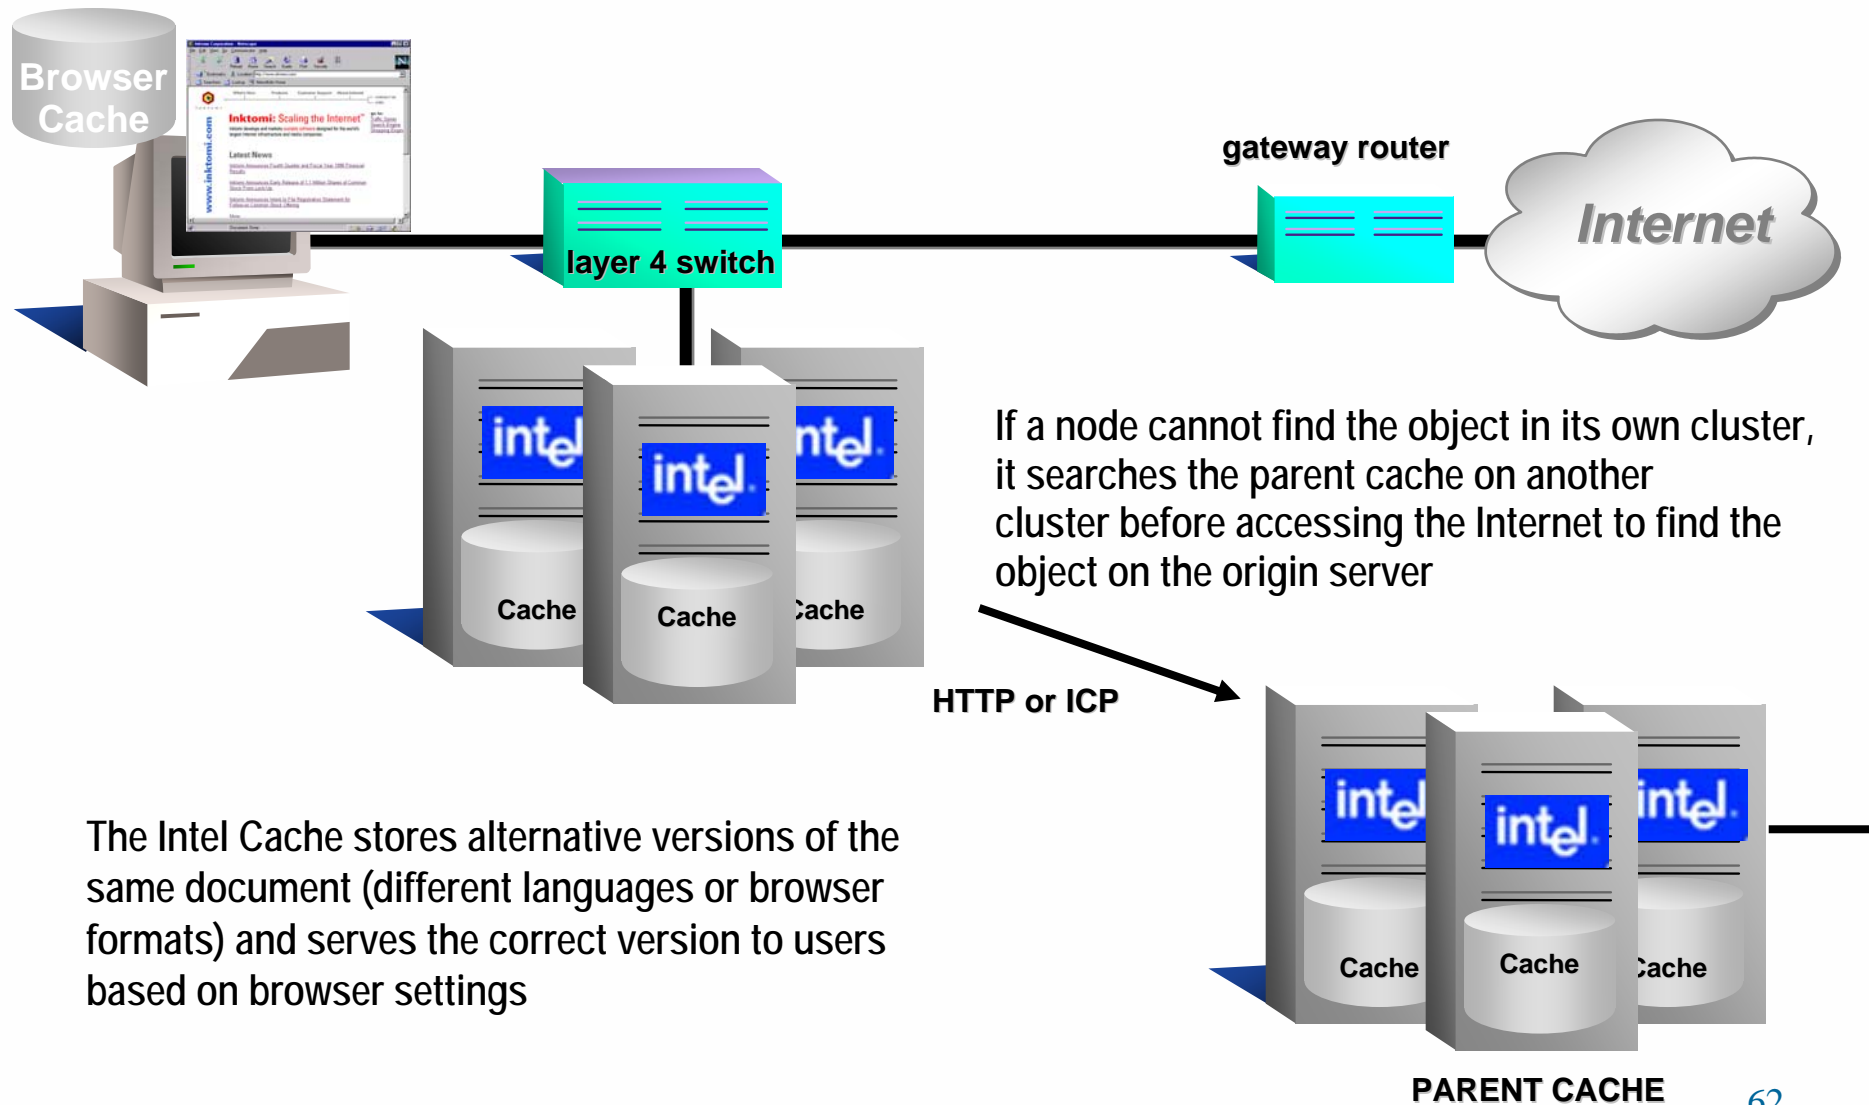 Browser
Cache
www.inktomi.com
Inktomi: Scaling the Internet
Latest News
gateway router
Internet
layer 4 switch
intel.
intel.
ntel.
Cache
Cache
Cache
If a node cannot find the object in its own cluster,
it searches the parent cache on another
cluster before accessing the Internet to find the
object on the origin server
HTTP or ICP
The Intel Cache stores alternative versions of the
same document (different languages or browser
formats) and serves the correct version to users
based on browser settings
intel
intel.
intel.
Cache
Cache
Cache
PARENT CACHE
62